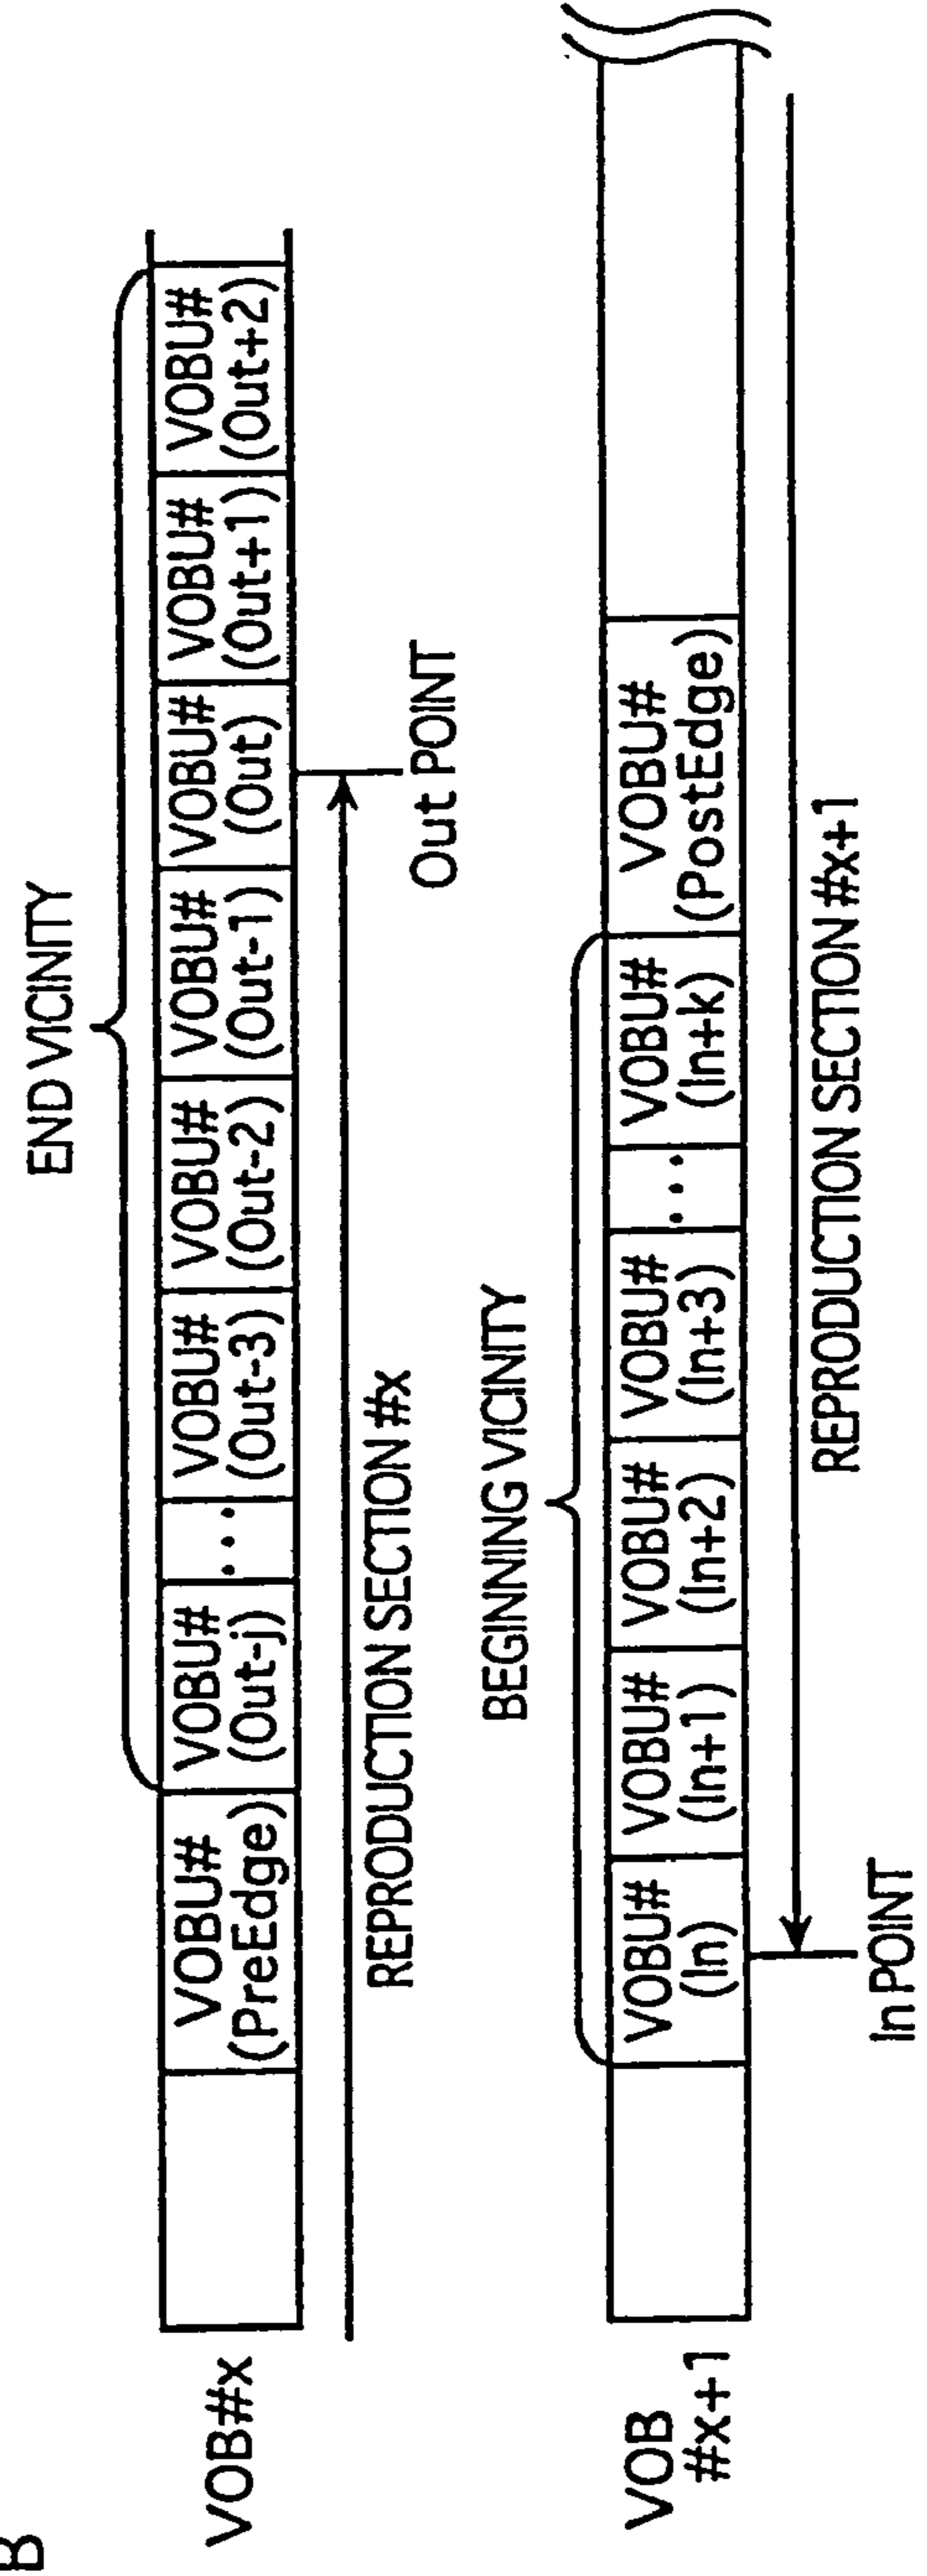 B
END VICINITY
VOB#x
VOBU#
(PreEdge)
VOBU#
(Out-j)
...
VOBU#
(Out-3)
VOBU#
(Out-2)
VOBU#
(Out-1)
VOBU#
(Out)
VOBU#
(Out+1)
VOBU#
(Out+2)
REPRODUCTION SECTION #x
Out POINT
BEGINNING VICINITY
VOB
#x+1
VOBU#
(In)
VOBU#
(In+1)
VOBU#
(In+2)
VOBU#
(In+3)
...
VOBU#
(In+k)
VOBU#
(PostEdge)
In POINT
REPRODUCTION SECTION #x+1